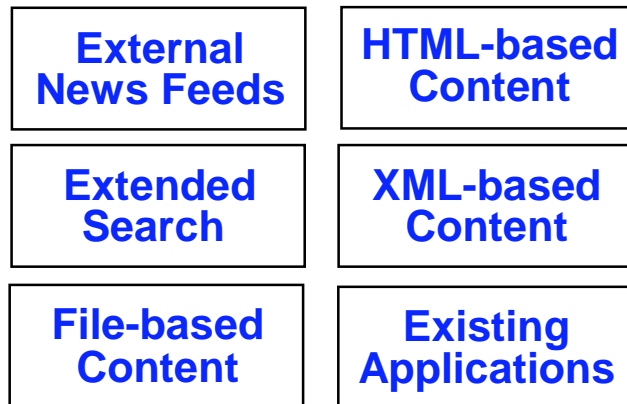 External
News Feeds
HTML-based
Content
Extended
Search
XML-based
Content
File-based
Content
Existing
Applications